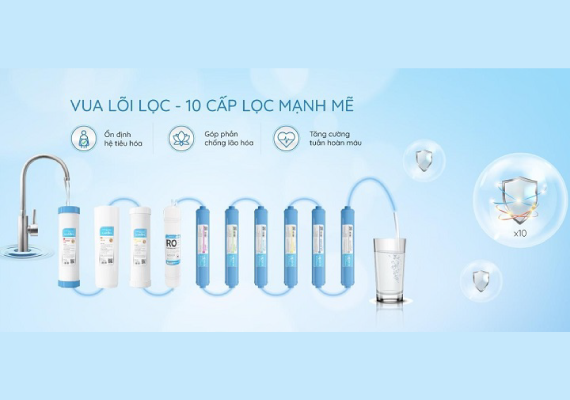 VUA LÕI LỌC - 10 CẤP LỌC MẠNH MẼ
Ổn định
hệ tiêu hóa
Góp phần
chống lão hóa
Tăng cường
tuần hoàn máu
RO
x10